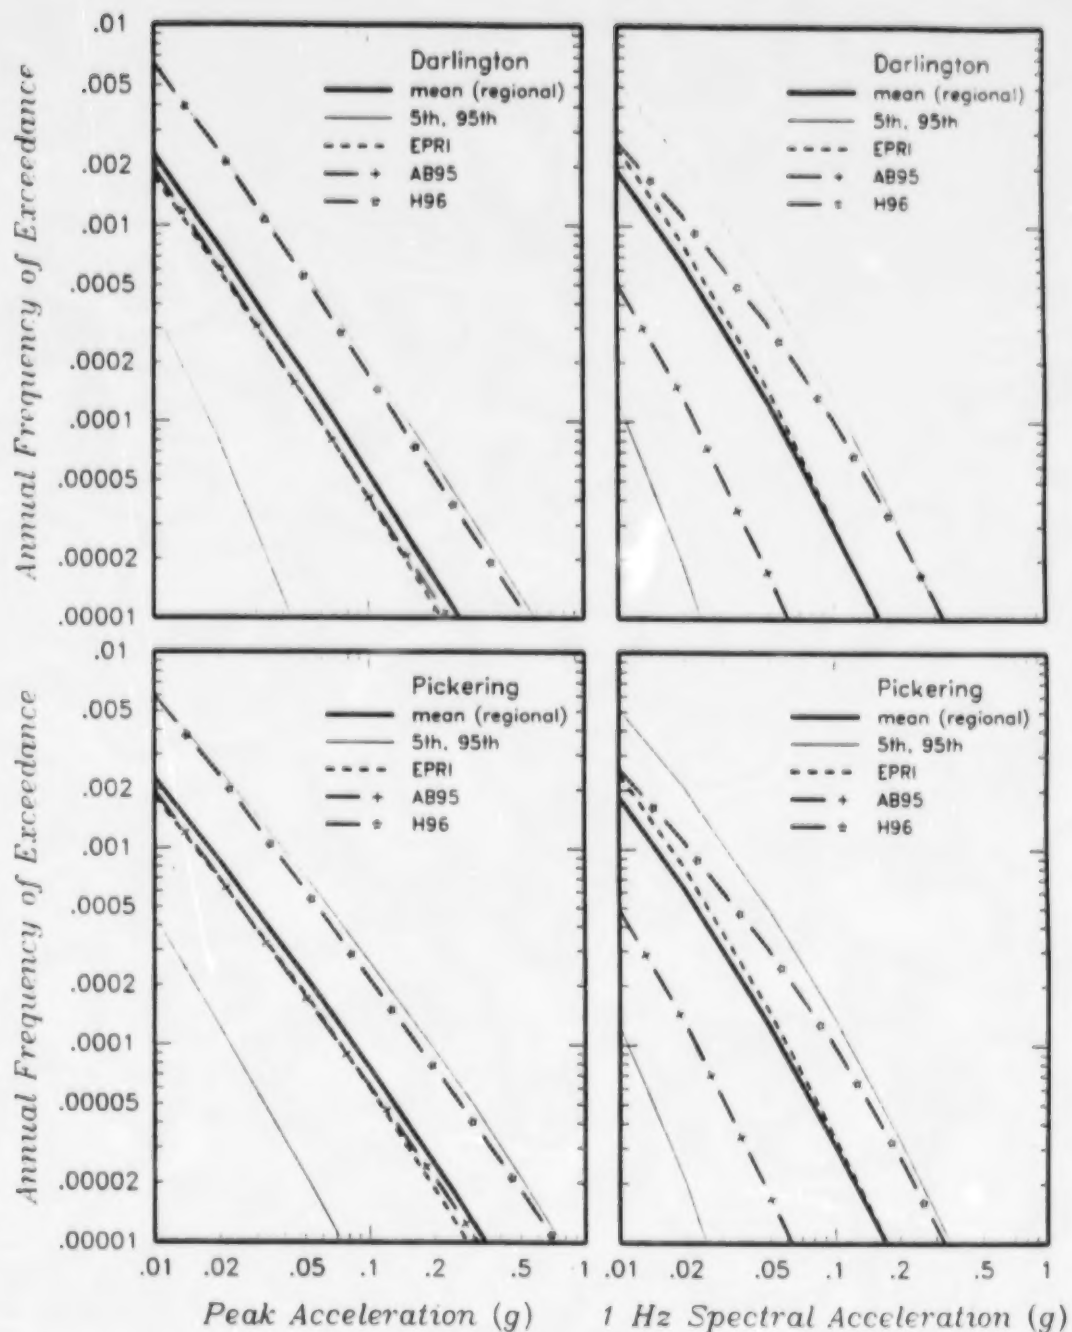 Darlington
mean (regional)
5th, 95th
EPRI
AB95
H96
Darlington
mean (regional)
5th, 95th
EPRI
AB95
H96
Annual Frequency of Exceedance
.01
.005
.002
.001
.0005
.0002
.0001
.00005
.00002
.00001
Pickering
mean (regional)
5th, 95th
EPRI
AB95
H96
Pickering
mean (regional)
5th, 95th
EPRI
AB95
H96
Annual Frequency of Exceedance
.01
.005
.002
.001
.0005
.0002
.0001
.00005
.00002
.00001
.01 .02 .05 .1 .2 .5 1
.01 .02 .05 .1 .2 .5 1
Peak Acceleration (g)
1 Hz Spectral Acceleration (g)